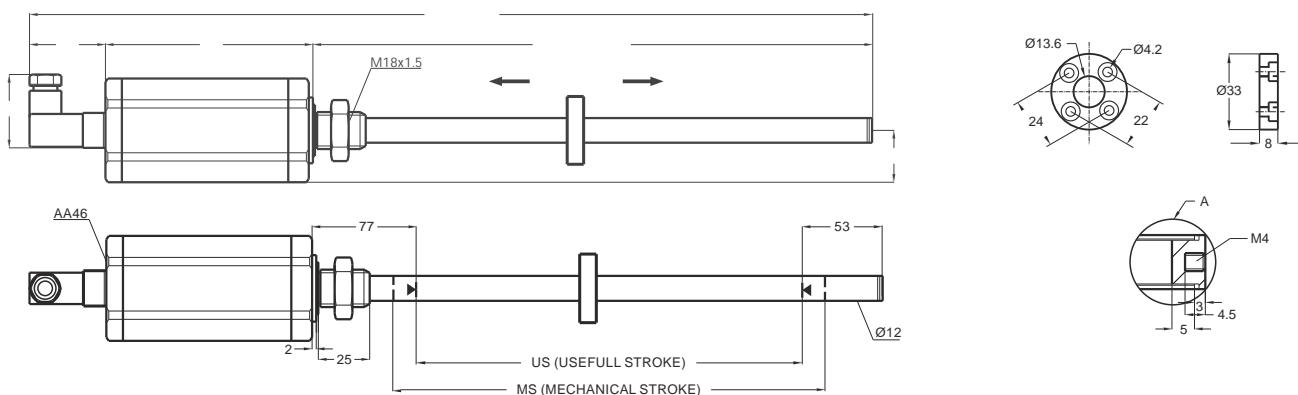 M18x1.5
Ø13.6
Ø4.2
24
22
Ø33
8
AA46
77
53
2
25
Ø12
US (USEFULL STROKE)
MS (MECHANICAL STROKE)
A
M4
3
4.5
5